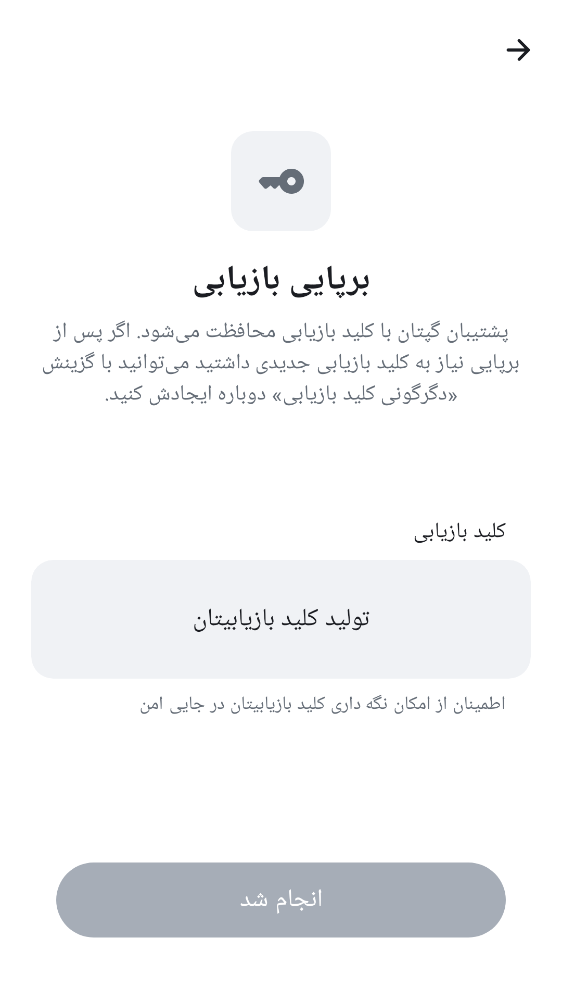 برپایی بازیابی
پشتیبان گپتان با کلید بازیابی محافظت می‌شود. اگر پس از
برپایی نیاز به کلید بازیابی جدیدی داشتید می‌توانید با گزینش
«دگرگونی کلید بازیابی» دوباره ایجادش کنید.
کلید بازیابی
تولید کلید بازیابیتان
اطمینان از امکان نگه داری کلید بازیابیتان در جایی امن
انجام شد